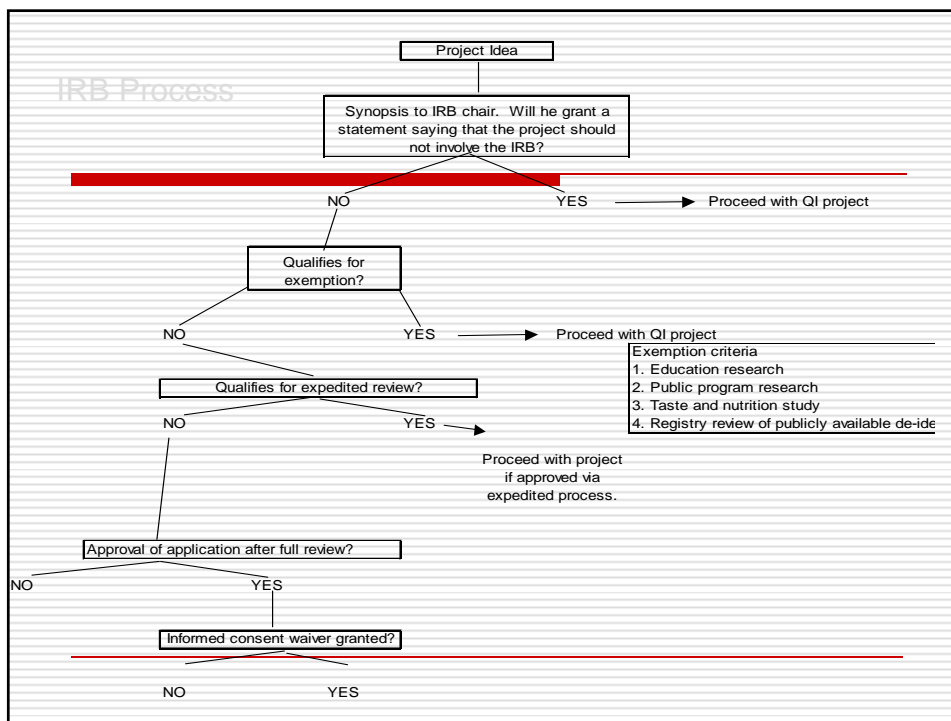 Project Idea
IRB Process
Synopsis to IRB chair. Will he grant a
statement saying that the project should
not involve the IRB?
NO
YES
Proceed with QI project
Qualifies for
exemption?
NO
YES
Proceed with QI project
Exemption criteria
1. Education research
2. Public program research
3. Taste and nutrition study
4. Registry review of publicly available de-ide
Qualifies for expedited review?
NO
YES
Proceed with project
if approved via
expedited process.
Approval of application after full review?
NO
YES
Informed consent waiver granted?
NO
YES